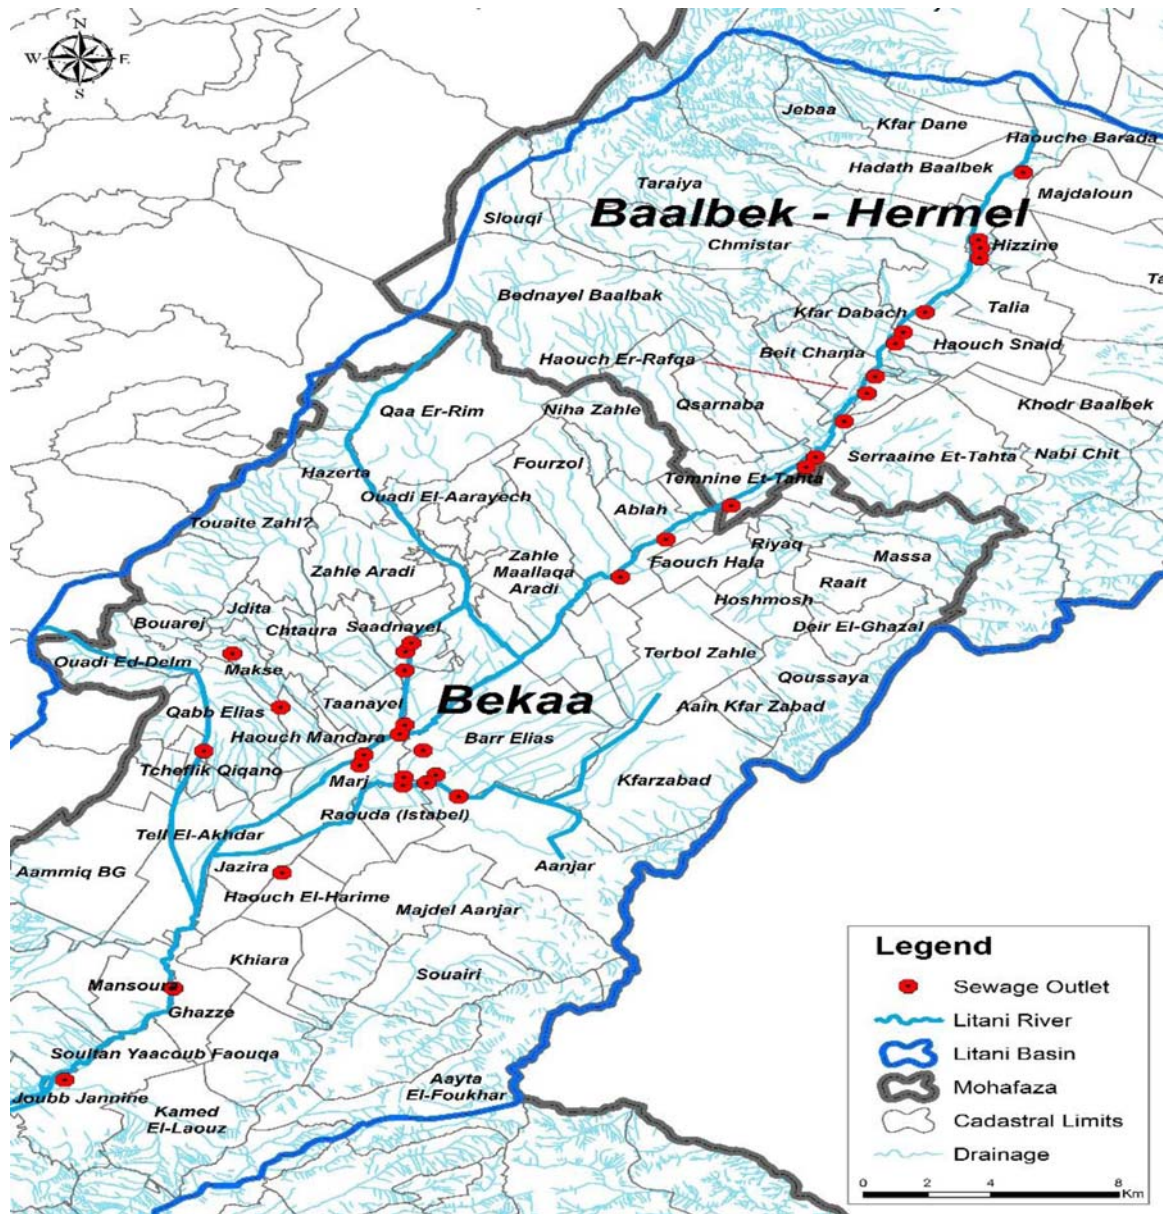 N
W E
S
Jebaa
Kfar Dane
Haouche Barada
Hadath Baalbek
Taraiya
Majdaloun
Slouqi
Baalbek - Hermel
Chmistar
Hizzine
Ta
Bednayel Baalbak
Kfar Dabach
Talia
Haouch Er-Rafqa
Beit Chama
Haouch Snaid
Qaa Er-Rim
Niha Zahle
Qsarnaba
Khodr Baalbek
Hazerta
Fourzol
Serraaine Et-Tahta
Nabi Chit
Ouadi El-Aarayech
Temnine Et-Tahta
Touaite Zahl?
Ablah
Riyaq
Massa
Zahle Aradi
Zahle
Maallaqa
Aradi
Faouch Hala
Raait
Jdita
Hoshmosh
Bouarej
Chtaura
Saadnayel
Deir El-Ghazal
Ouadi Ed-Delm
Makse
Terbol Zahle
Qoussaya
Qabb Elias
Taanayel
Bekaa
Aain Kfar Zabad
Haouch Mandara
Barr Elias
Tcheflik Qiqano
Marj
Kfarzabad
Raouda (Istabel)
Tell El-Akhdar
Aammiq BG
Jazira
Aanjar
Haouch El-Harime
Majdel Aanjar
Khiara
Mansoura
Souairi
Ghazze
Soultan Yaacoub Faouqa
Joubb Jannine
Aayta
El-Foukhar
Kamed
El-Laouz
Legend
Sewage Outlet
Litani River
Litani Basin
Mohafaza
Cadastral Limits
Drainage
0 2 4 8
Km